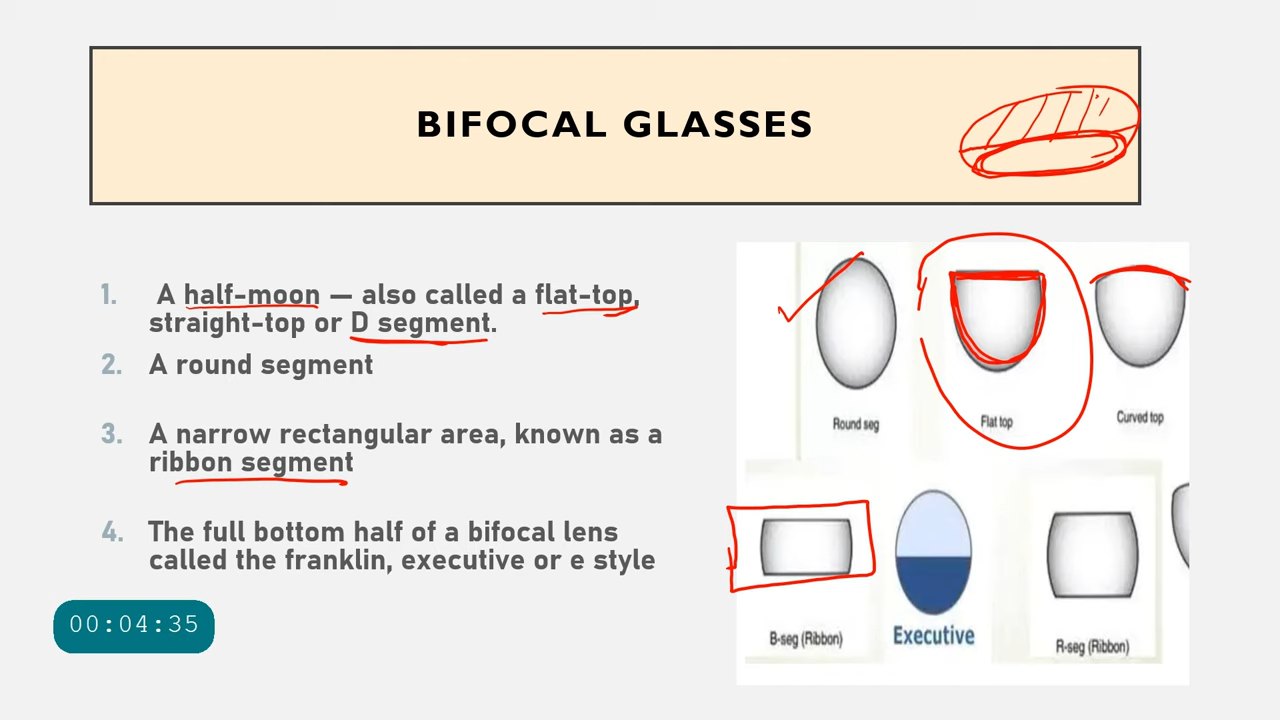 BIFOCAL GLASSES
1. A half-moon — also called a flat-top,
straight-top or D segment.
2. A round segment
3. A narrow rectangular area, known as a
ribbon segment
4. The full bottom half of a bifocal lens
called the franklin, executive or e style
00:04:35
Round seg
Flat top
Curved top
B-seg (Ribbon)
Executive
R-seg (Ribbon)